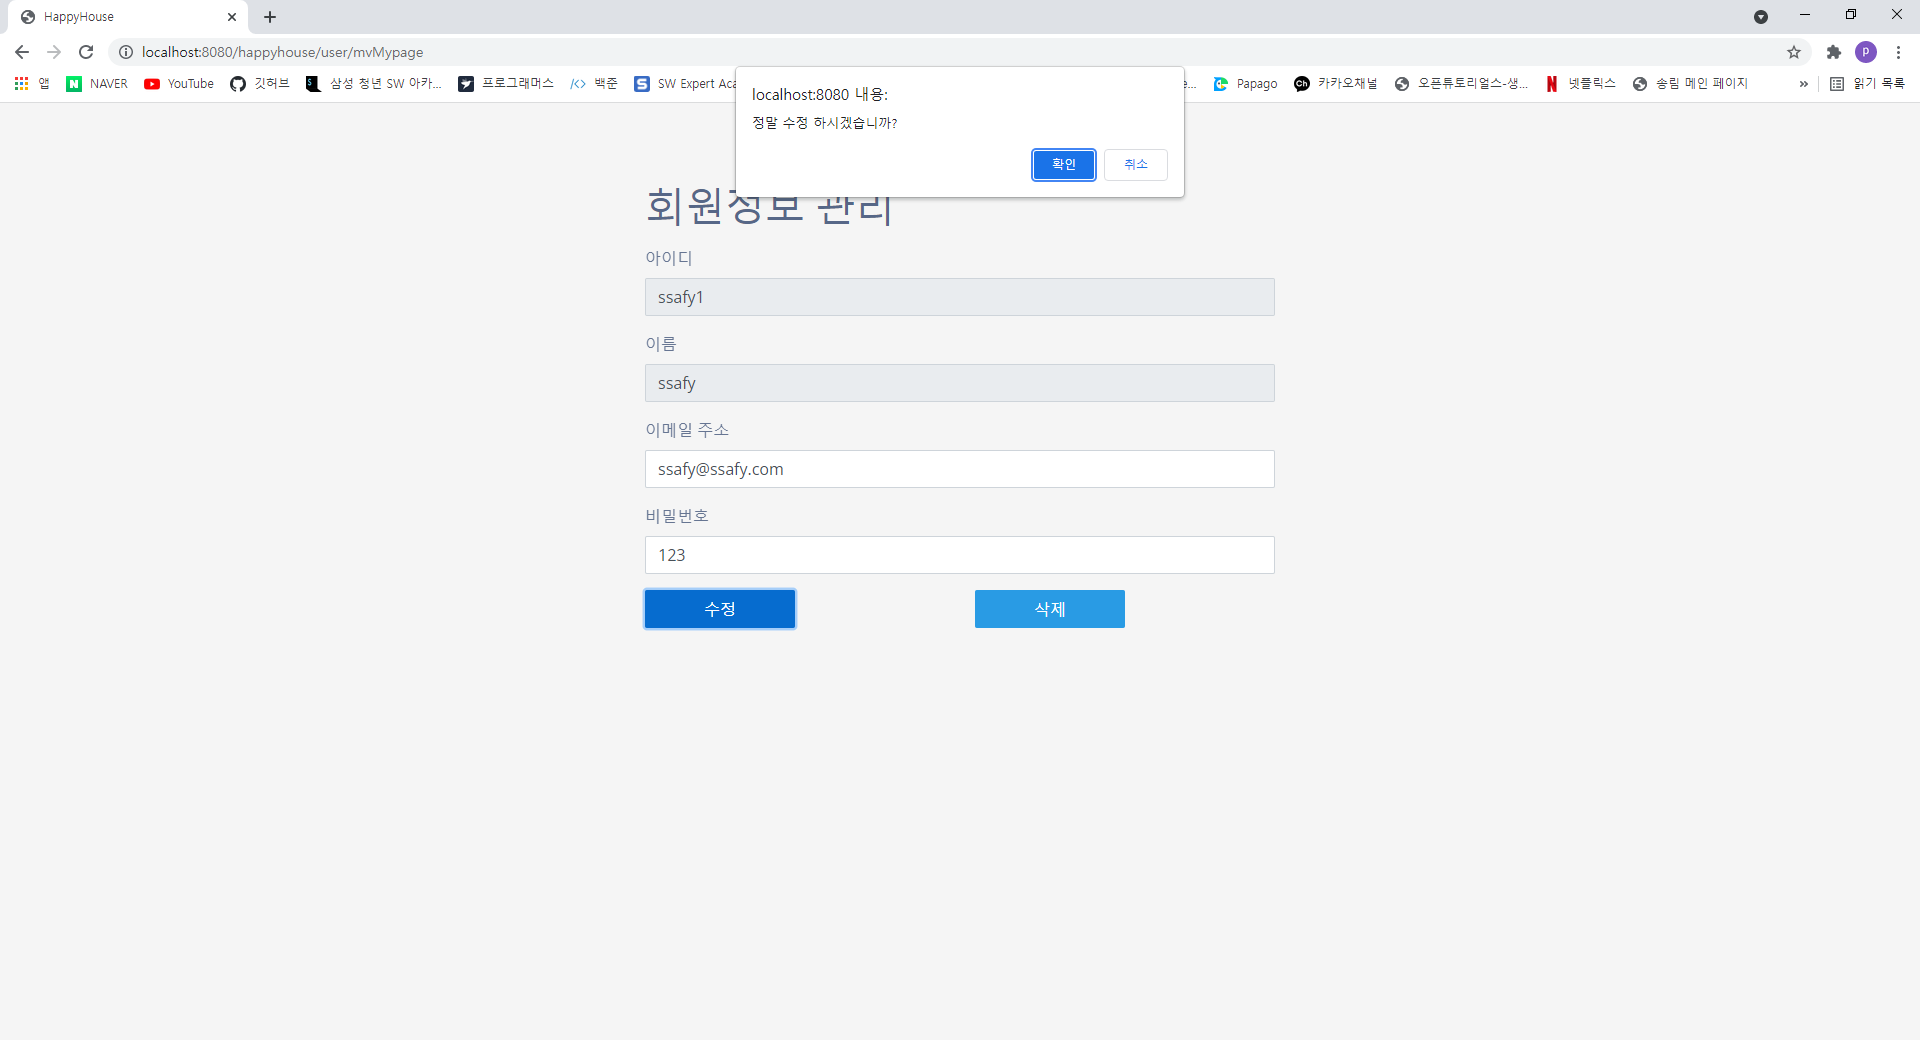 HappyHouse
localhost:8080/happyhouse/user/mvMypage
앱 NAVER YouTube 깃허브 삼성 청년 SW 아카... 프로그래머스 백준 SW Expert Aca e... Papago 카카오채널 오픈튜토리얼스-생... 넷플릭스 송림 메인 페이지 » 읽기 목록
localhost:8080 내용:
정말 수정 하시겠습니까?
확인 취소
회원정보 관리
아이디
ssafy1
이름
ssafy
이메일 주소
ssafy@ssafy.com
비밀번호
123
수정 삭제